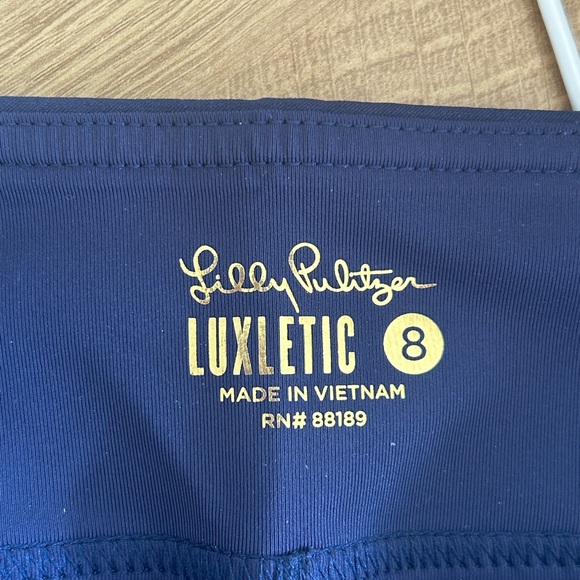 Lilly Pulitzer
LUXLETIC 8
MADE IN VIETNAM
RN# 88189